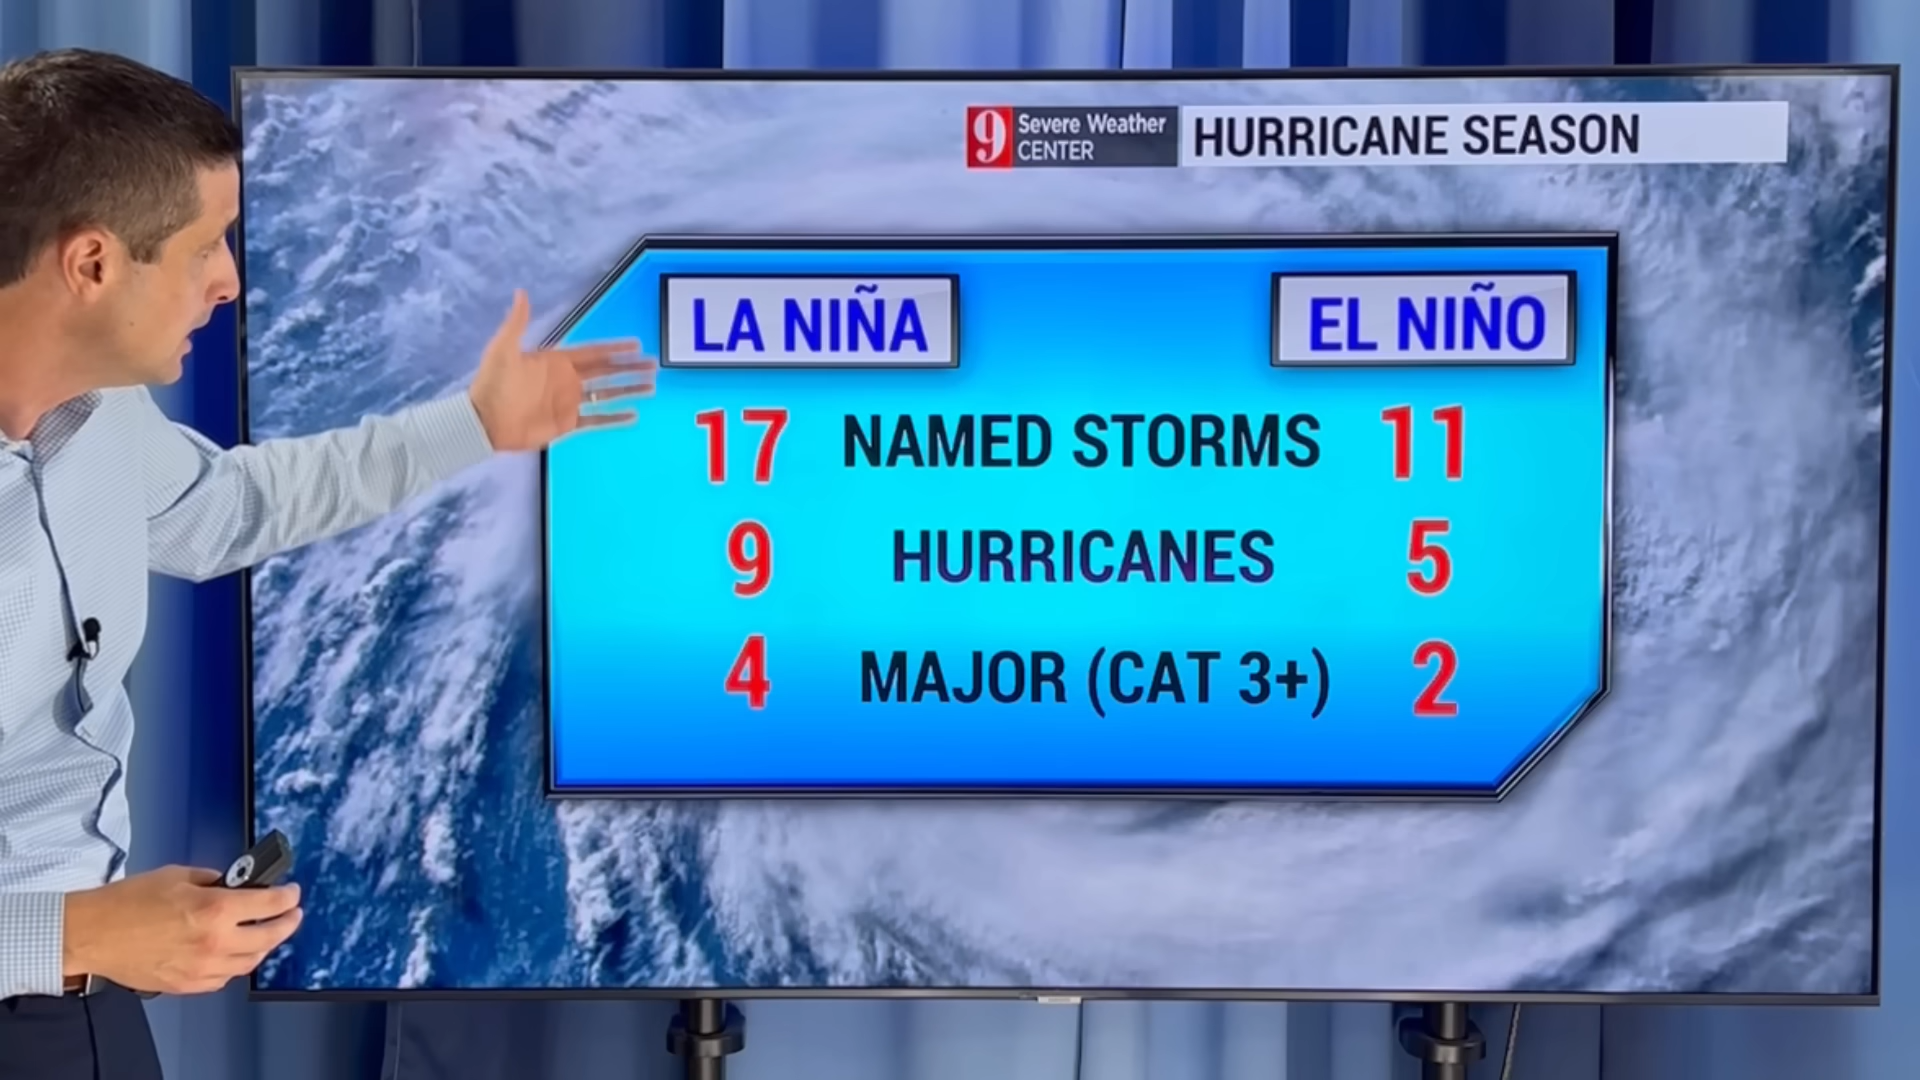 9 Severe Weather CENTER HURRICANE SEASON
LA NIÑA EL NIÑO
17 NAMED STORMS 11
9 HURRICANES 5
4 MAJOR (CAT 3+) 2